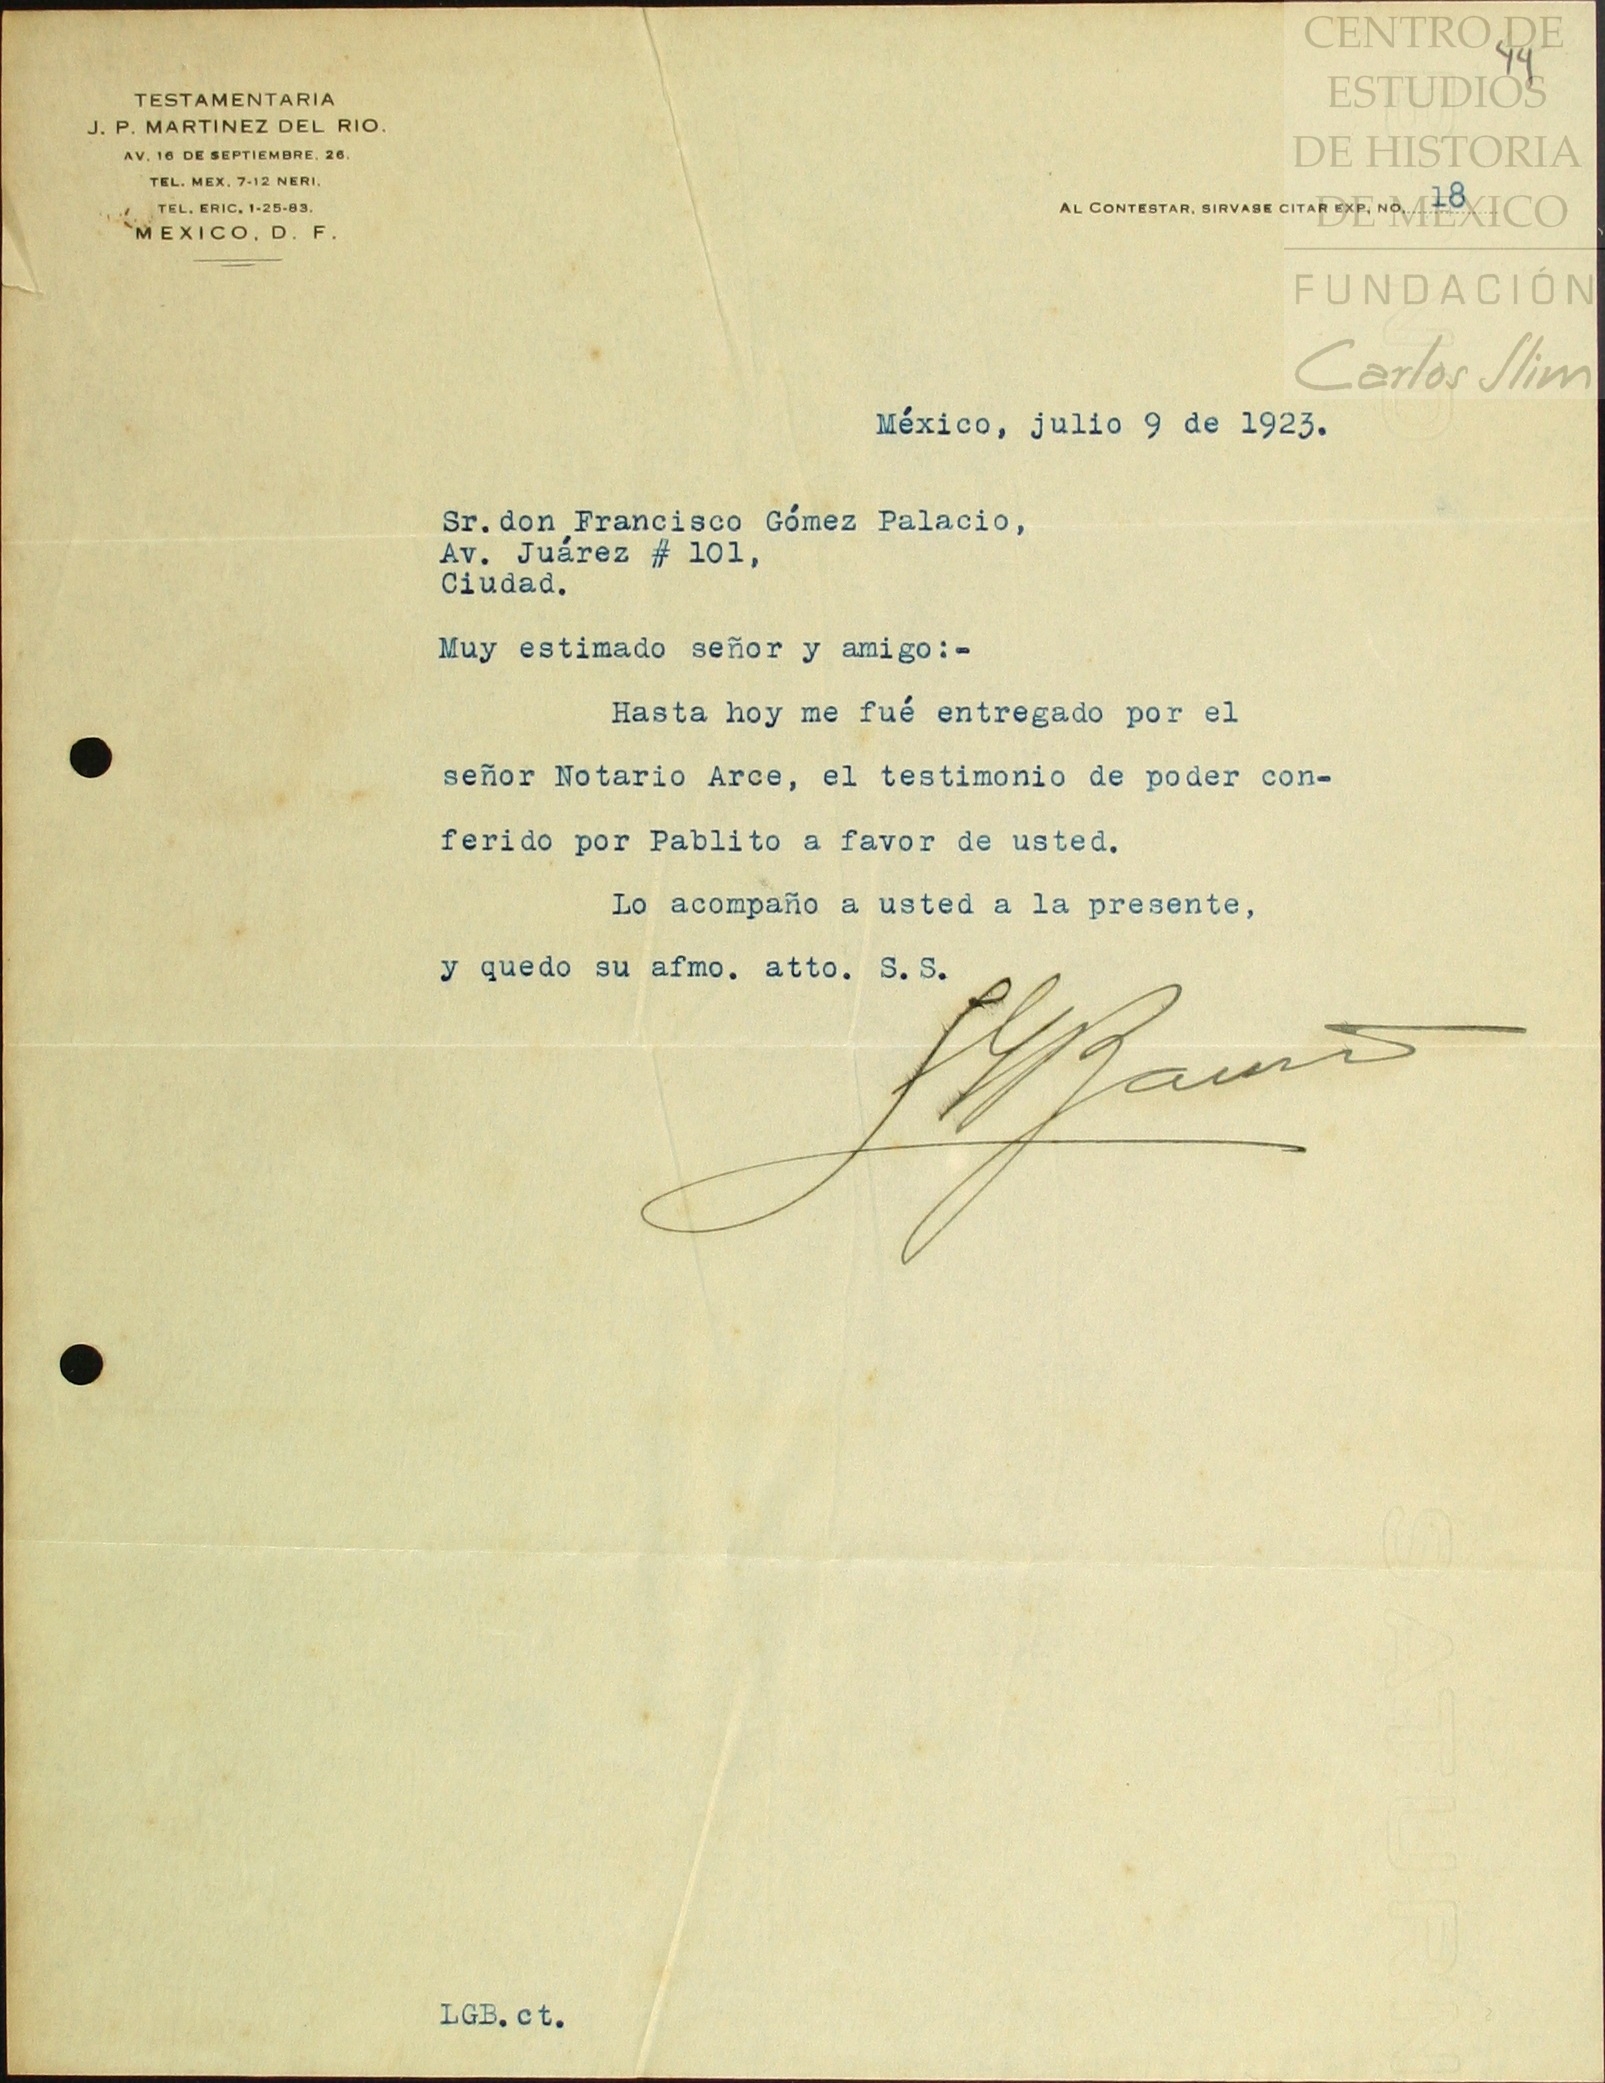 CENTRO DE
ESTUDIOS
DE HISTORIA
DE MÉXICO
FUNDACIÓN
Carlos Slim
44
TESTAMENTARIA
J. P. MARTINEZ DEL RIO.
AV. 16 DE SEPTIEMBRE, 26.
TEL. MEX. 7-12 NERI.
TEL. ERIC. 1-25-83.
MEXICO, D. F.
AL CONTESTAR, SIRVASE CITAR EXP. NO. 18
México, julio 9 de 1923.
Sr. don Francisco Gómez Palacio,
Av. Juárez # 101,
Ciudad.
Muy estimado señor y amigo:-
Hasta hoy me fué entregado por el
señor Notario Arce, el testimonio de poder con-
ferido por Pablito a favor de usted.
Lo acompaño a usted a la presente,
y quedo su afmo. atto. S. S.
LGB. ct.